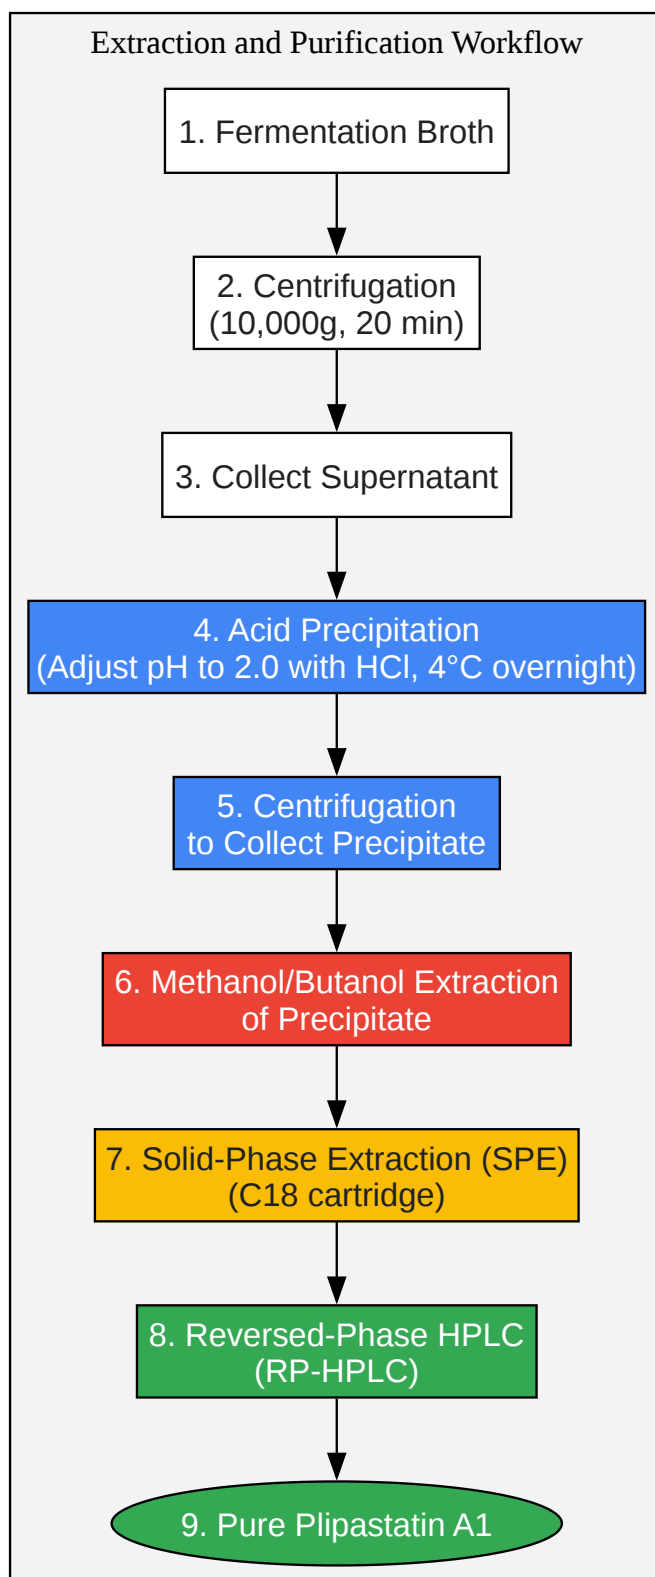 Extraction and Purification Workflow
1. Fermentation Broth
2. Centrifugation
(10,000g, 20 min)
3. Collect Supernatant
4. Acid Precipitation
(Adjust pH to 2.0 with HCl, 4°C overnight)
5. Centrifugation
to Collect Precipitate
6. Methanol/Butanol Extraction
of Precipitate
7. Solid-Phase Extraction (SPE)
(C18 cartridge)
8. Reversed-Phase HPLC
(RP-HPLC)
9. Pure Plipastatin A1